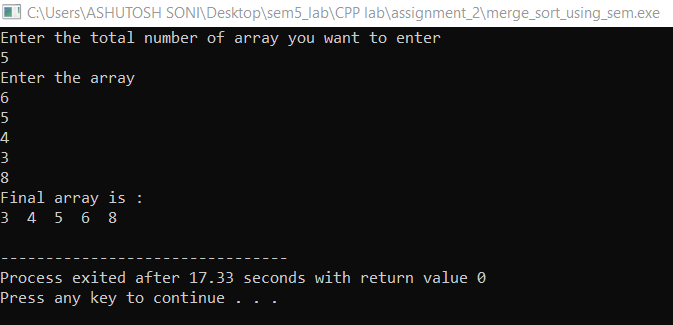 C:\Users\ASHUTOSH SONI\Desktop\sem5_lab\CPP lab\assignment_2\merge_sort_using_sem.exe
Enter the total number of array you want to enter
5
Enter the array
6
5
4
3
8
Final array is :
3  4  5  6  8
--------------------------------
Process exited after 17.33 seconds with return value 0
Press any key to continue . . .